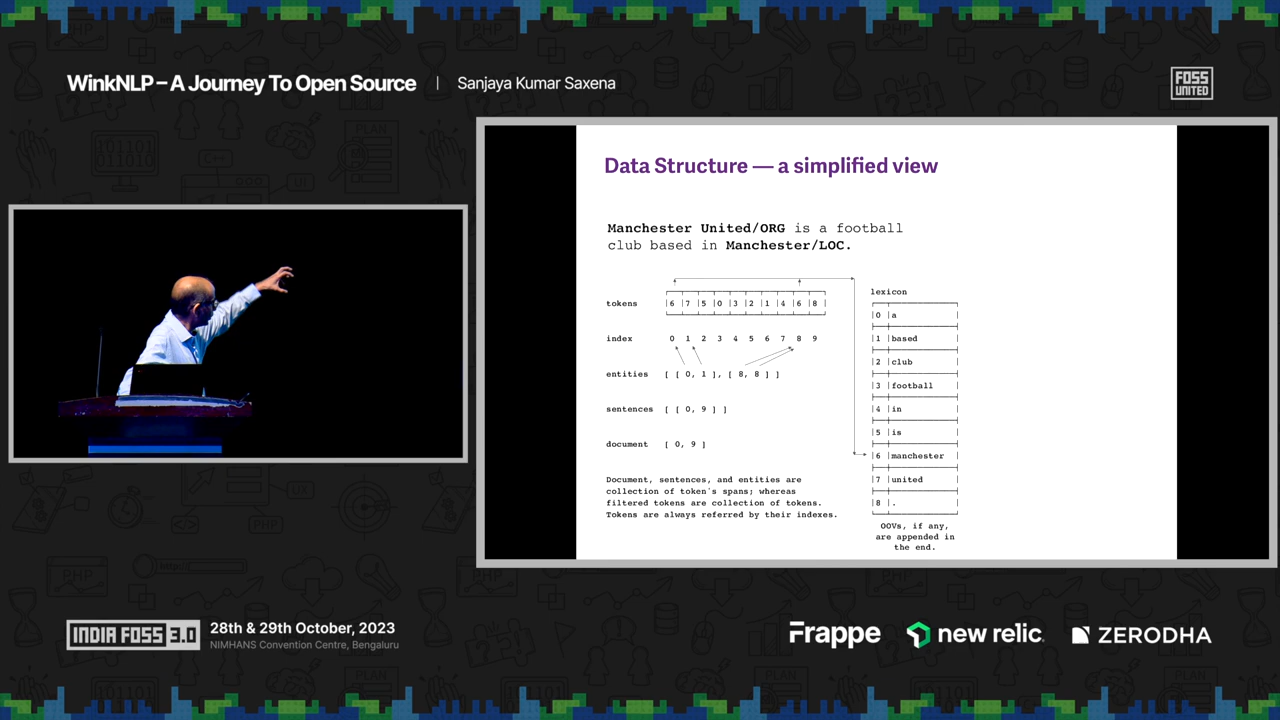 WinkNLP – A Journey To Open Source | Sanjaya Kumar Saxena
FOSS
UNITED
Data Structure — a simplified view
Manchester United/ORG is a football
club based in Manchester/LOC.
tokens |6 |7 |5 |0 |3 |2 |1 |4 |6 |8 |
index 0 1 2 3 4 5 6 7 8 9
entities [ [ 0, 1 ], [ 8, 8 ] ]
sentences [ [ 0, 9 ] ]
document [ 0, 9 ]
Document, sentences, and entities are
collection of token's spans; whereas
filtered tokens are collection of tokens.
Tokens are always referred by their indexes.
lexicon
|0 |a |
|1 |based |
|2 |club |
|3 |football |
|4 |in |
|5 |is |
|6 |manchester |
|7 |united |
|8 |. |
OOVs, if any,
are appended in
the end.
INDIA FOSS 3.0
28th & 29th October, 2023
NIMHANS Convention Centre, Bengaluru
Frappe
new relic
ZERODHA